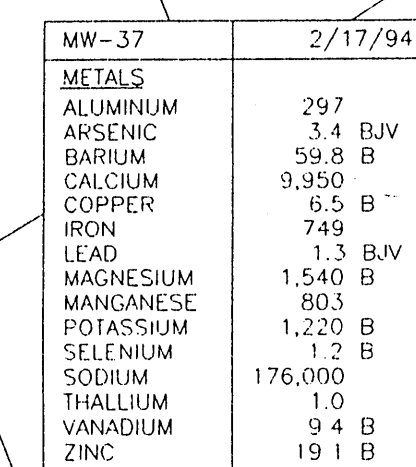 MW-37 2/17/94
METALS
ALUMINUM 297
ARSENIC 3.4 BJV
BARIUM 59.8 B
CALCIUM 9,950
COPPER 6.5 B
IRON 749
LEAD 1.3 BJV
MAGNESIUM 1,540 B
MANGANESE 803
POTASSIUM 1,220 B
SELENIUM 1.2 B
SODIUM 176,000
THALLIUM 1.0
VANADIUM 9.4 B
ZINC 19.1 B